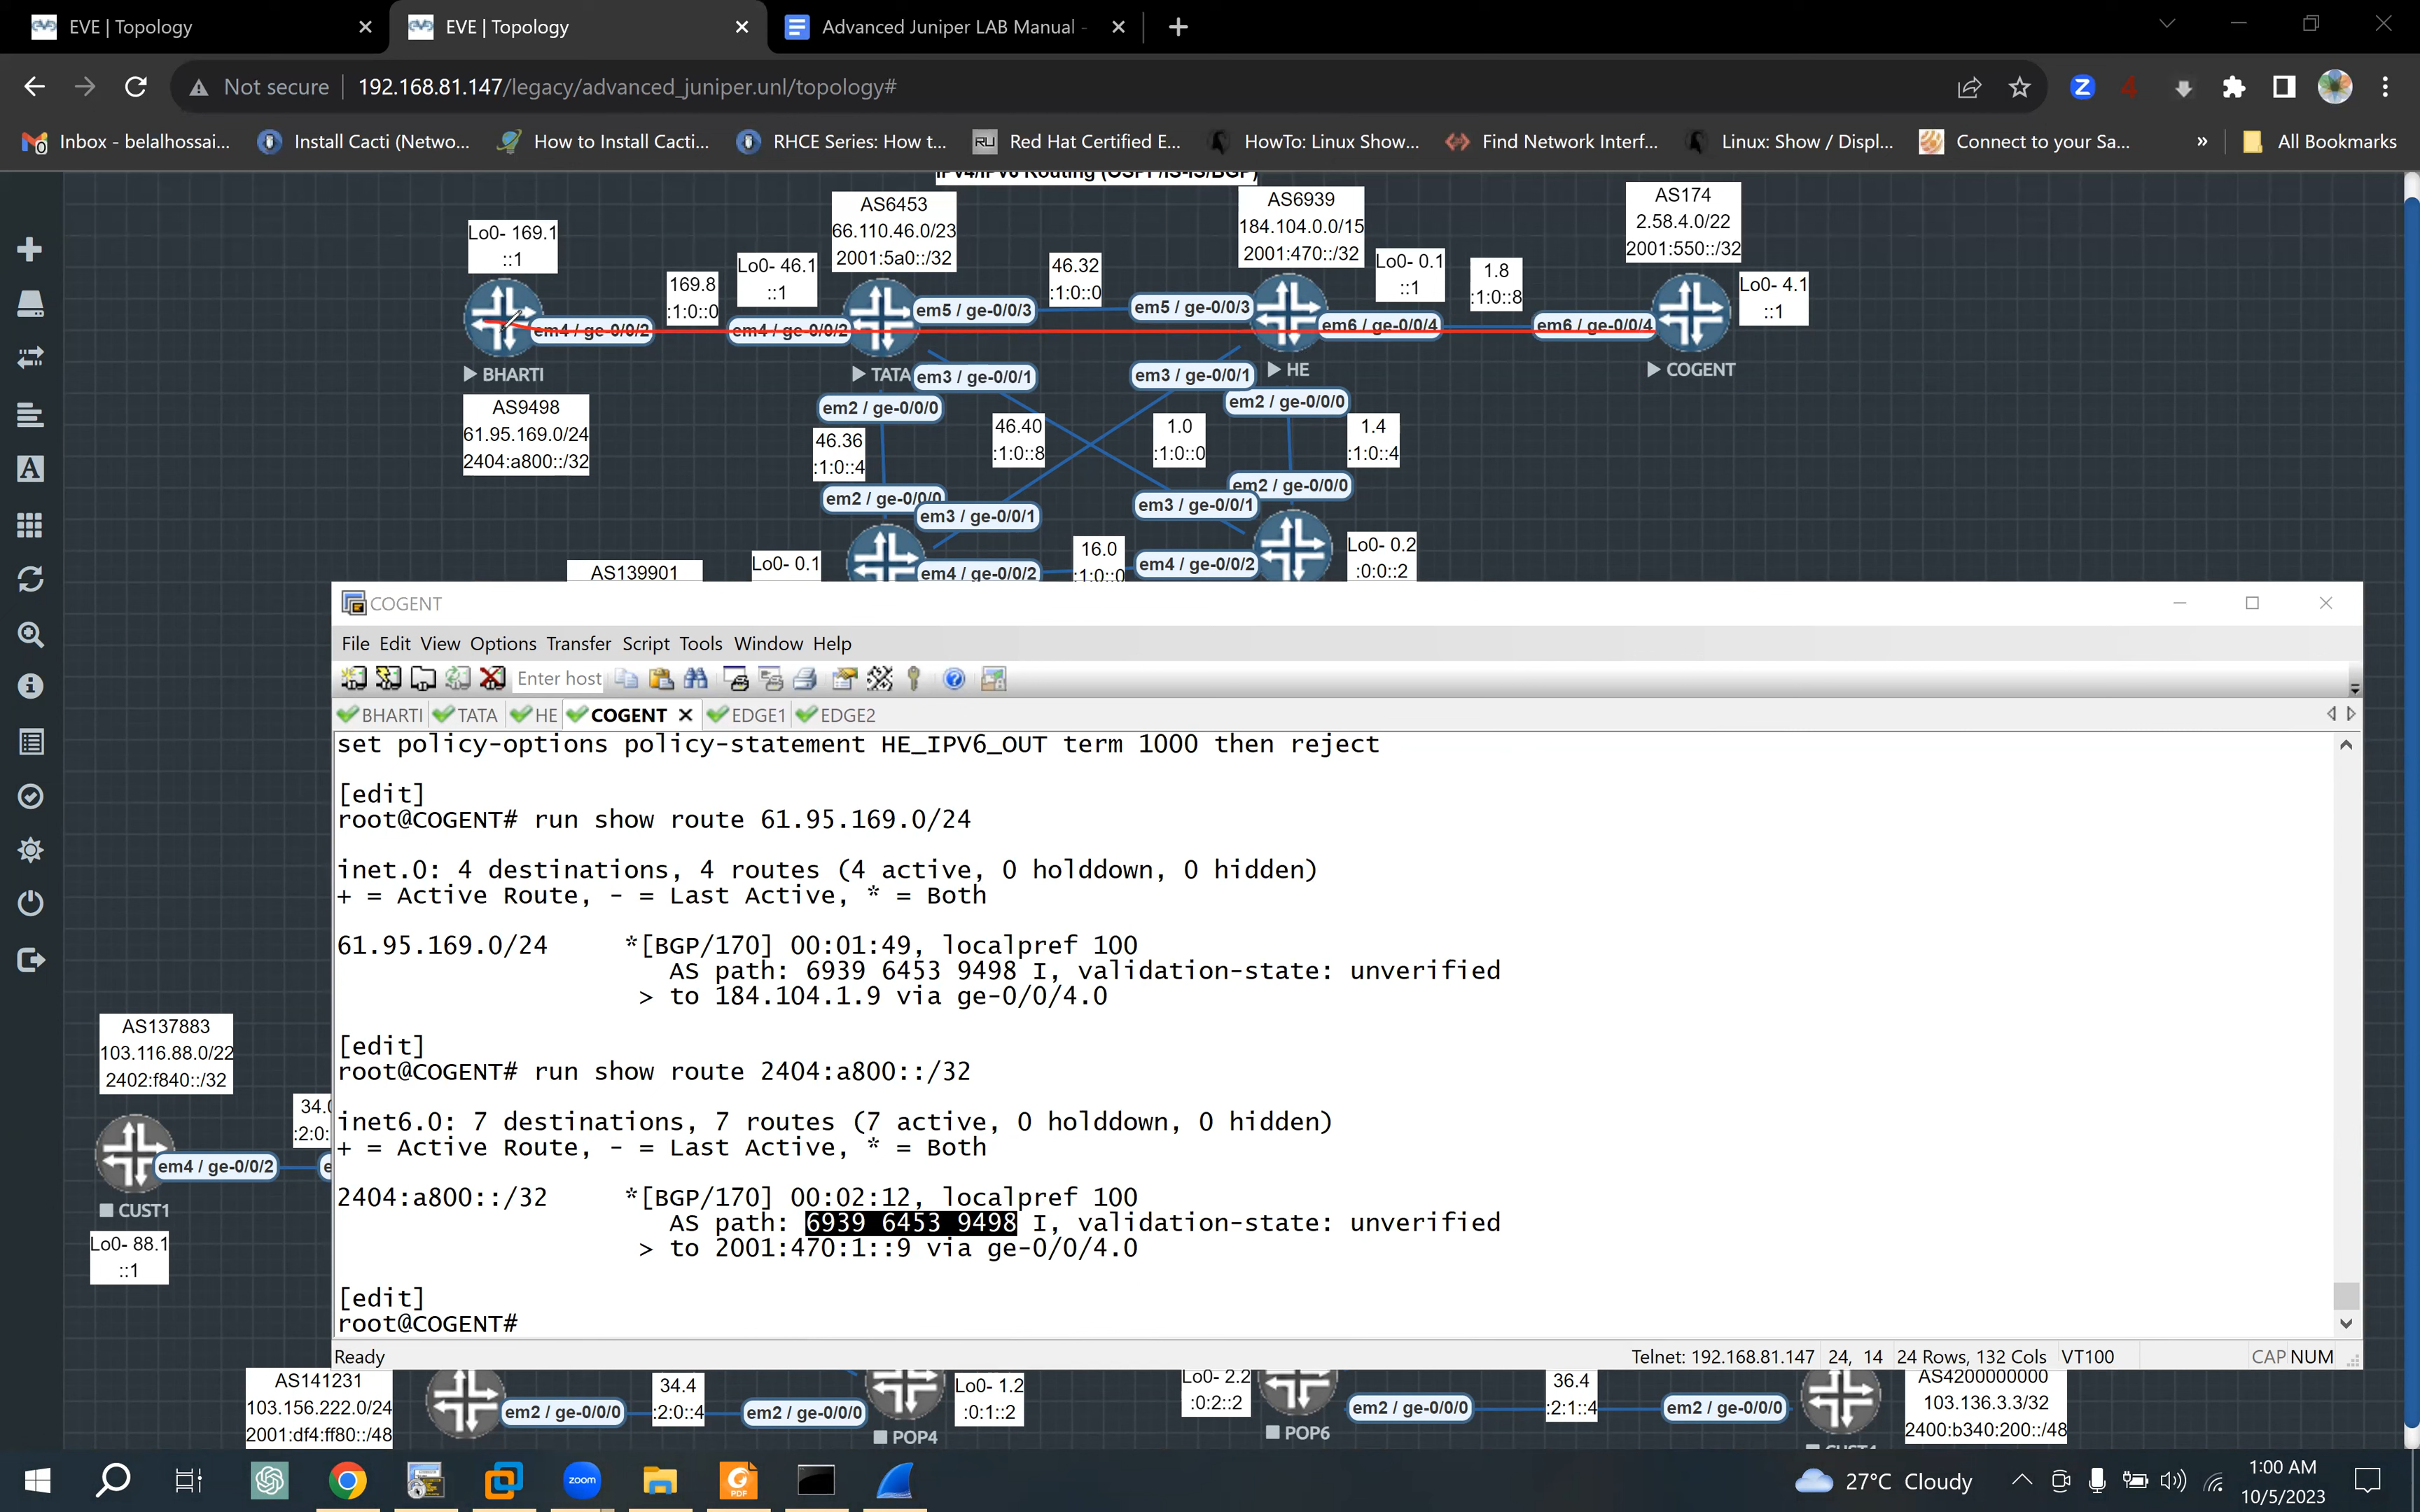 EVE | Topology
EVE | Topology
Advanced Juniper LAB Manual -
Not secure
192.168.81.147/legacy/advanced_juniper.unl/topology#
Inbox - belalhossai...
Install Cacti (Netwo...
How to Install Cacti...
RHCE Series: How t...
Red Hat Certified E...
HowTo: Linux Show...
Find Network Interf...
Linux: Show / Displ...
Connect to your Sa...
»
All Bookmarks
IPv4/IPv6 Routing (OSPF/IS-IS/BGP)
Lo0- 169.1
::1
AS6453
66.110.46.0/23
2001:5a0::/32
AS6939
184.104.0.0/15
2001:470::/32
AS174
2.58.4.0/22
2001:550::/32
169.8
:1:0::0
Lo0- 46.1
::1
46.32
:1:0::0
Lo0- 0.1
::1
1.8
:1:0::8
Lo0- 4.1
::1
em4 / ge-0/0/2
em4 / ge-0/0/2
em5 / ge-0/0/3
em5 / ge-0/0/3
em6 / ge-0/0/4
em6 / ge-0/0/4
BHARTI
TATA
HE
COGENT
em3 / ge-0/0/1
em3 / ge-0/0/1
em2 / ge-0/0/0
em2 / ge-0/0/0
AS9498
61.95.169.0/24
2404:a800::/32
46.36
:1:0::4
46.40
:1:0::8
1.0
:1:0::0
1.4
:1:0::4
em2 / ge-0/0/0
em3 / ge-0/0/1
em3 / ge-0/0/1
em2 / ge-0/0/0
AS139901
Lo0- 0.1
em4 / ge-0/0/2
16.0
:1:0::0
em4 / ge-0/0/2
Lo0- 0.2
:0:0::2
COGENT
File Edit View Options Transfer Script Tools Window Help
Enter host
BHARTI TATA HE COGENT EDGE1 EDGE2
set policy-options policy-statement HE_IPV6_OUT term 1000 then reject
[edit]
root@COGENT# run show route 61.95.169.0/24
inet.0: 4 destinations, 4 routes (4 active, 0 holddown, 0 hidden)
+ = Active Route, - = Last Active, * = Both
61.95.169.0/24 *[BGP/170] 00:01:49, localpref 100
AS path: 6939 6453 9498 I, validation-state: unverified
> to 184.104.1.9 via ge-0/0/4.0
[edit]
root@COGENT# run show route 2404:a800::/32
inet6.0: 7 destinations, 7 routes (7 active, 0 holddown, 0 hidden)
+ = Active Route, - = Last Active, * = Both
2404:a800::/32 *[BGP/170] 00:02:12, localpref 100
AS path: 6939 6453 9498 I, validation-state: unverified
> to 2001:470:1::9 via ge-0/0/4.0
[edit]
root@COGENT#
Ready
Telnet: 192.168.81.147 24, 14 24 Rows, 132 Cols VT100 CAP NUM
AS137883
103.116.88.0/22
2402:f840::/32
em4 / ge-0/0/2
CUST1
Lo0- 88.1
::1
AS141231
103.156.222.0/24
2001:df4:ff80::/48
em2 / ge-0/0/0
34.4
:2:0::4
em2 / ge-0/0/0
Lo0- 1.2
:0:1::2
POP4
Lo0- 2.2
:0:2::2
POP6
em2 / ge-0/0/0
36.4
:2:1::4
em2 / ge-0/0/0
AS4200000000
103.136.3.3/32
2400:b340:200::/48
zoom
PDF
27°C Cloudy
1:00 AM
10/5/2023